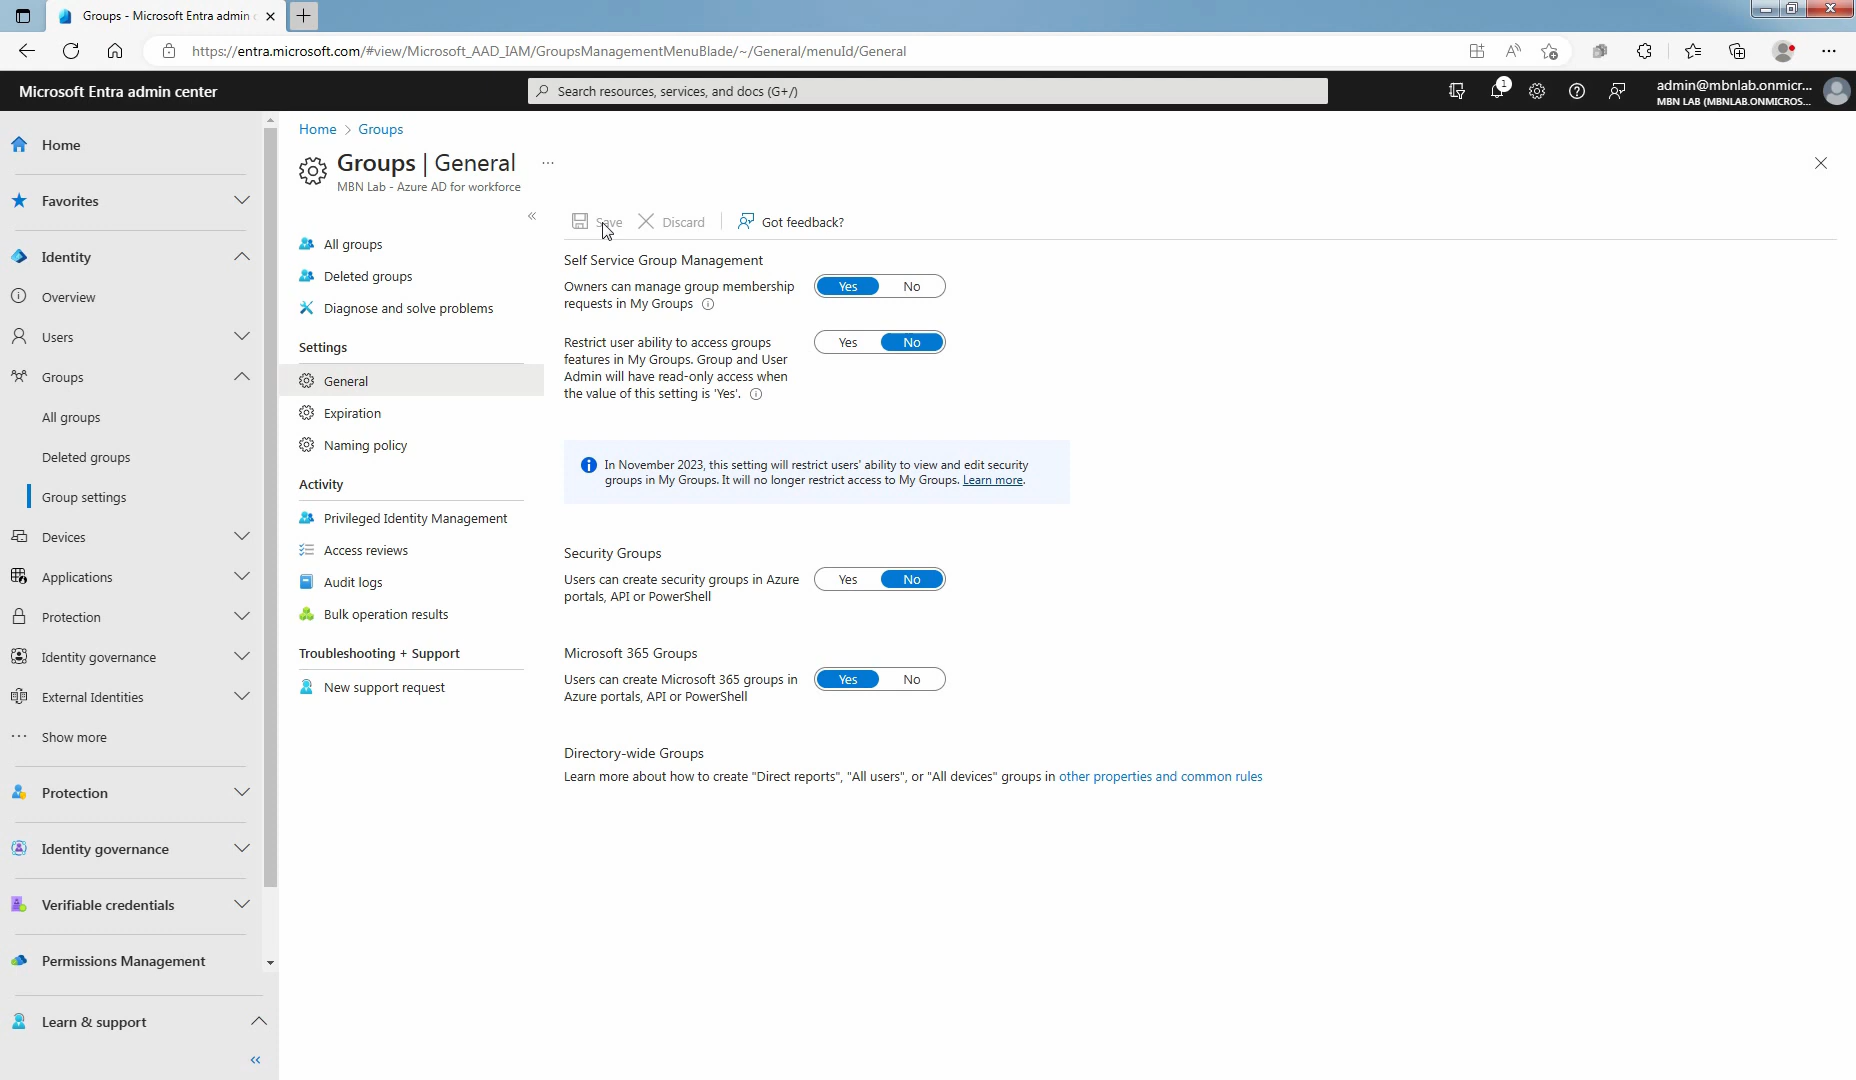 Groups - Microsoft Entra admin c
https://entra.microsoft.com/#view/Microsoft_AAD_IAM/GroupsManagementMenuBlade/~/General/menuId/General
Microsoft Entra admin center
Search resources, services, and docs (G+/)
1
admin@mbnlab.onmicr...
MBN LAB (MBNLAB.ONMICROS...
Home
Favorites
Identity
Overview
Users
Groups
All groups
Deleted groups
Group settings
Devices
Applications
Protection
Identity governance
External Identities
Show more
Protection
Identity governance
Verifiable credentials
Permissions Management
Learn & support
Home > Groups
Groups | General
MBN Lab - Azure AD for workforce
All groups
Deleted groups
Diagnose and solve problems
Settings
General
Expiration
Naming policy
Activity
Privileged Identity Management
Access reviews
Audit logs
Bulk operation results
Troubleshooting + Support
New support request
Save Discard Got feedback?
Self Service Group Management
Owners can manage group membership
requests in My Groups
Yes No
Restrict user ability to access groups
features in My Groups. Group and User
Admin will have read-only access when
the value of this setting is 'Yes'.
Yes No
In November 2023, this setting will restrict users' ability to view and edit security
groups in My Groups. It will no longer restrict access to My Groups. Learn more.
Security Groups
Users can create security groups in Azure
portals, API or PowerShell
Yes No
Microsoft 365 Groups
Users can create Microsoft 365 groups in
Azure portals, API or PowerShell
Yes No
Directory-wide Groups
Learn more about how to create "Direct reports", "All users", or "All devices" groups in other properties and common rules